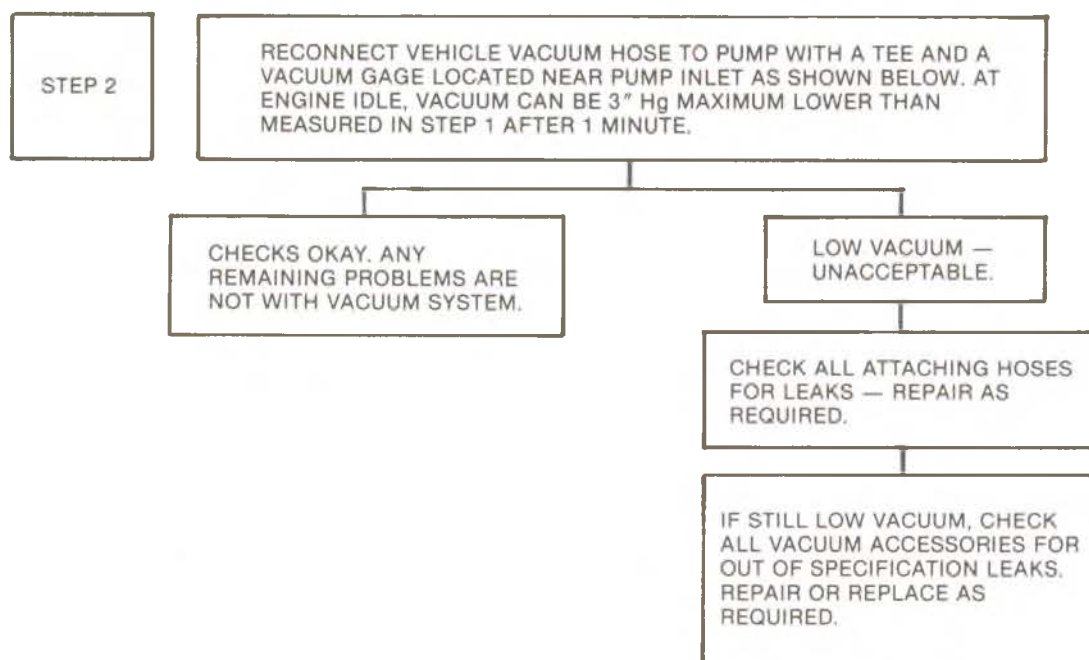 STEP 2
RECONNECT VEHICLE VACUUM HOSE TO PUMP WITH A TEE AND A
VACUUM GAGE LOCATED NEAR PUMP INLET AS SHOWN BELOW. AT
ENGINE IDLE, VACUUM CAN BE 3″ Hg MAXIMUM LOWER THAN
MEASURED IN STEP 1 AFTER 1 MINUTE.
CHECKS OKAY. ANY
REMAINING PROBLEMS ARE
NOT WITH VACUUM SYSTEM.
LOW VACUUM —
UNACCEPTABLE.
CHECK ALL ATTACHING HOSES
FOR LEAKS — REPAIR AS
REQUIRED.
IF STILL LOW VACUUM, CHECK
ALL VACUUM ACCESSORIES FOR
OUT OF SPECIFICATION LEAKS.
REPAIR OR REPLACE AS
REQUIRED.